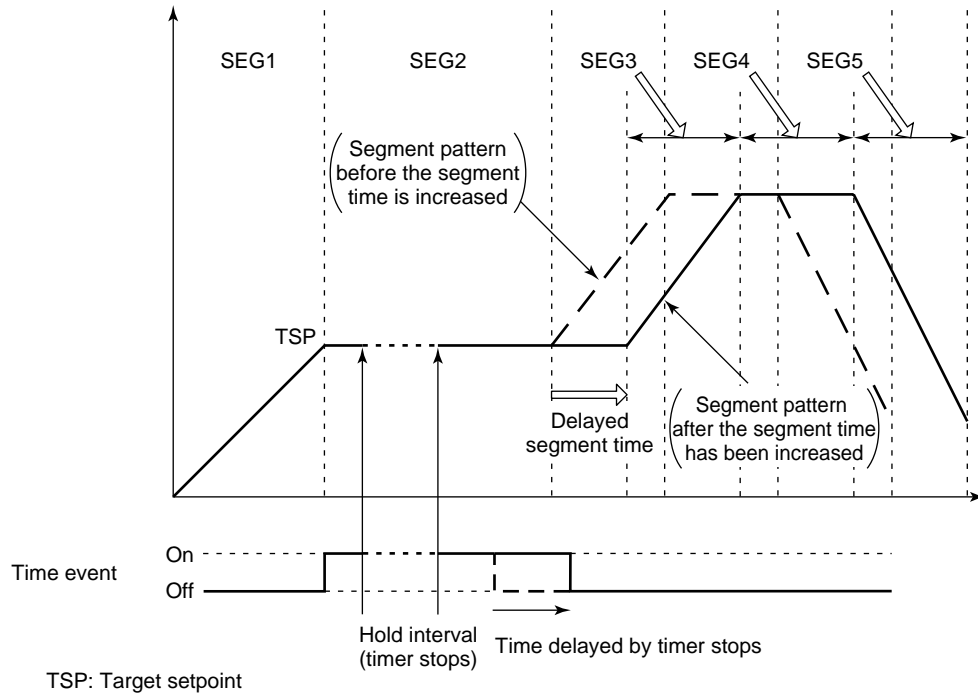 SEG1
SEG2
SEG3
SEG4
SEG5
(Segment pattern
before the segment
time is increased)
TSP
Delayed
segment time
(Segment pattern
after the segment time
has been increased)
Time event
On
Off
Hold interval
(timer stops)
Time delayed by timer stops
TSP: Target setpoint